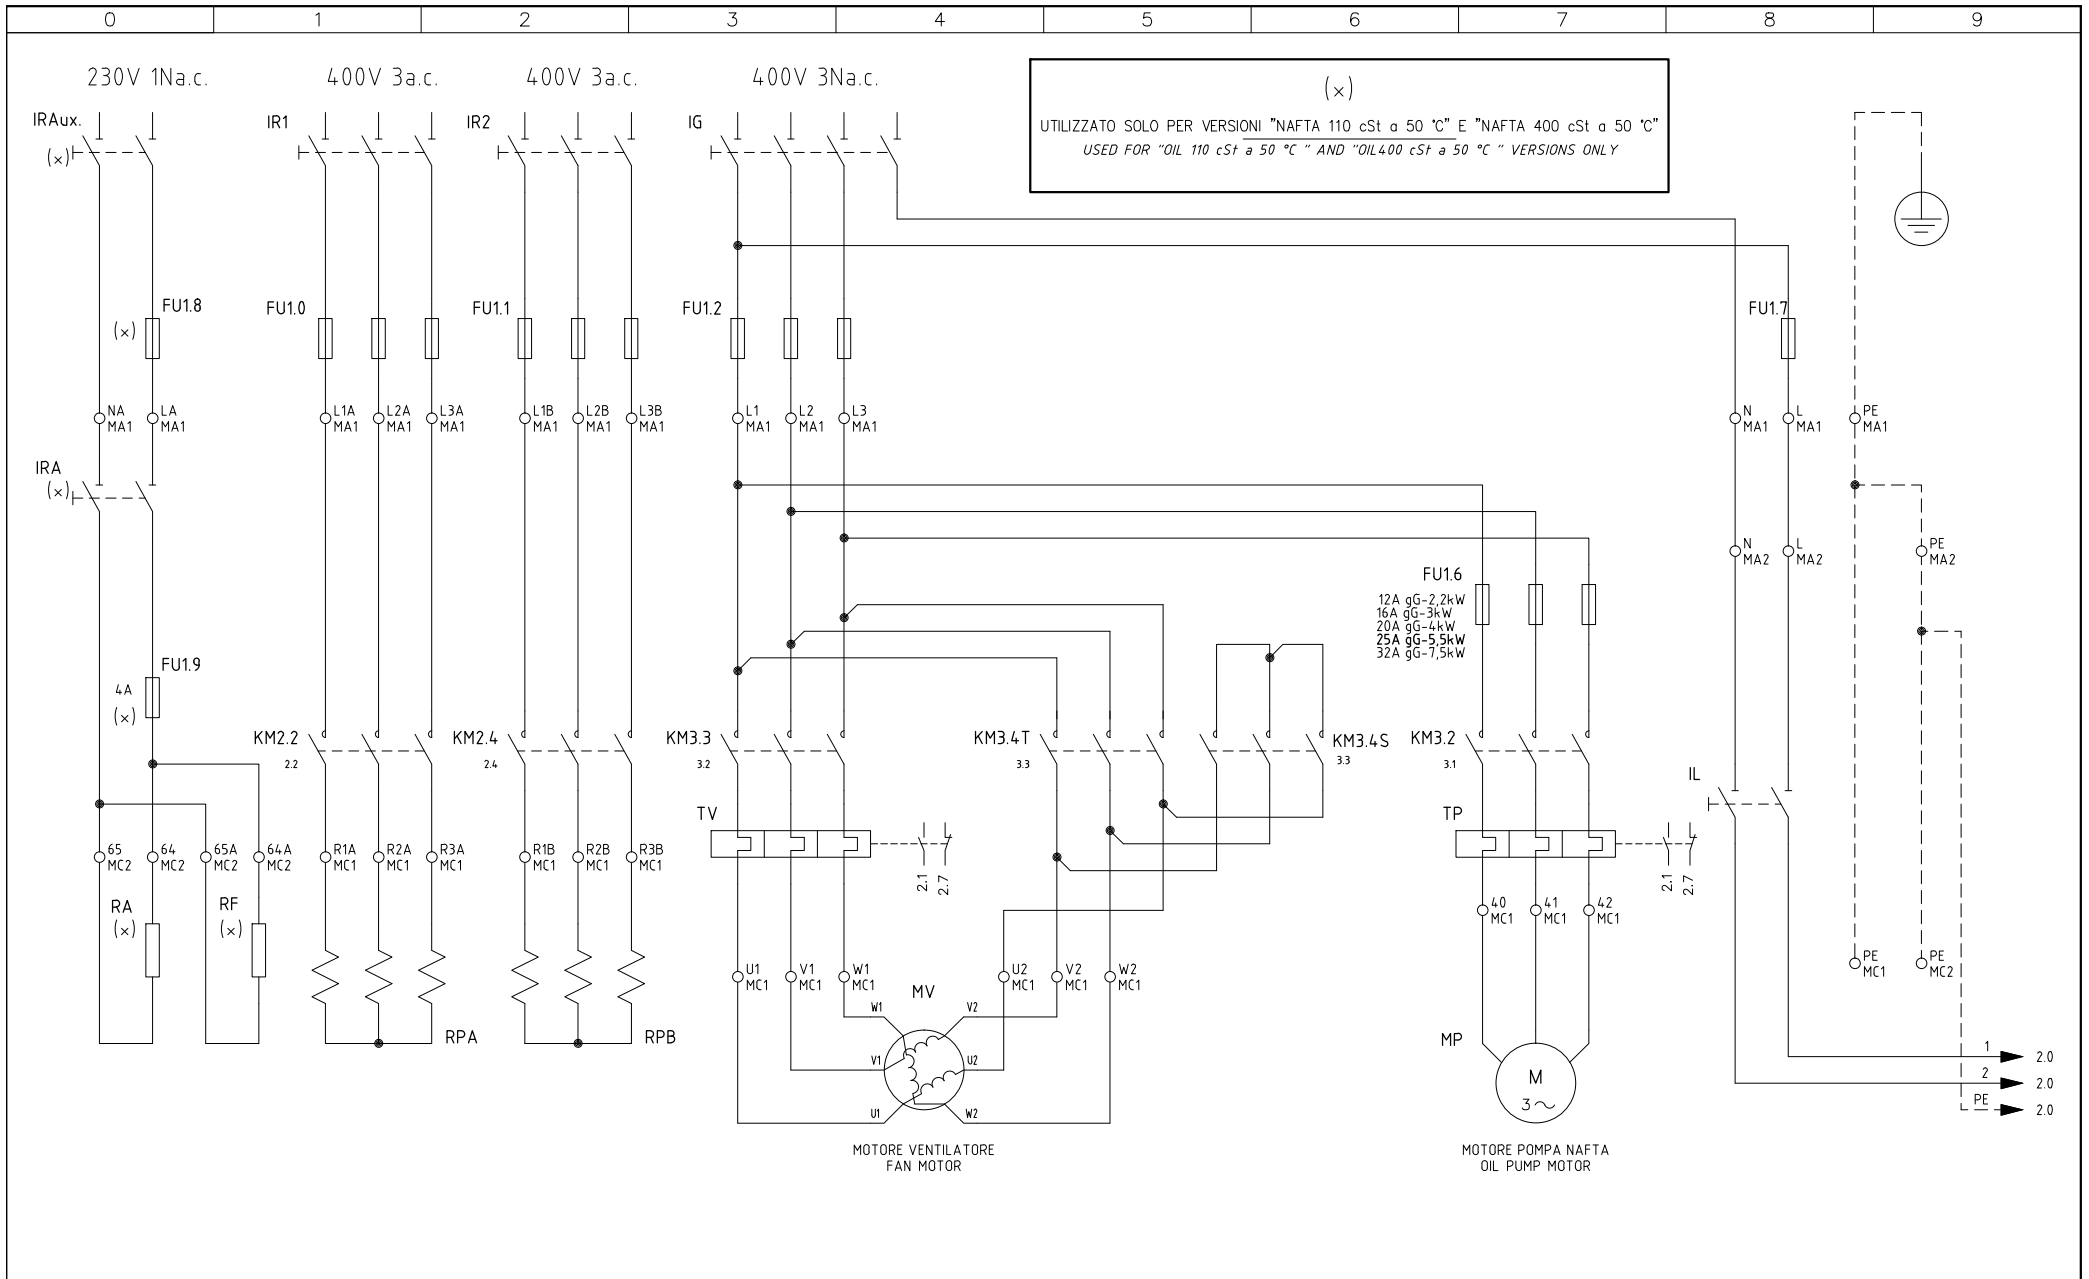 0 1 2 3 4 5 6 7 8 9
230V 1Na.c. 400V 3a.c. 400V 3a.c. 400V 3Na.c.
(x)
UTILIZZATO SOLO PER VERSIONI "NAFTA 110 cSt a 50 °C" E "NAFTA 400 cSt a 50 °C"
USED FOR "OIL 110 cSt a 50 °C " AND "OIL400 cSt a 50 °C " VERSIONS ONLY
IRAux. IR1 IR2 IG
(x)
FU1.8 FU1.0 FU1.1 FU1.2 FU1.7
(x)
NA LA L1A L2A L3A L1B L2B L3B L1 L2 L3 N L PE
MA1 MA1 MA1 MA1 MA1 MA1 MA1 MA1 MA1 MA1 MA1 MA1 MA1 MA1
IRA
(x)
N L PE
MA2 MA2 MA2
FU1.6
12A gG-2,2kW
16A gG-3kW
20A gG-4kW
25A gG-5,5kW
32A gG-7,5kW
FU1.9
4A
(x)
KM2.2 KM2.4 KM3.3 KM3.4T KM3.4S KM3.2
2.2 2.4 3.2 3.3 3.3 3.1
IL
TV TP
65 64 65A 64A R1A R2A R3A R1B R2B R3B
MC2 MC2 MC2 MC2 MC1 MC1 MC1 MC1 MC1 MC1
2.1 2.7 2.1 2.7
RA RF
(x) (x)
40 41 42
MC1 MC1 MC1
U1 V1 W1 U2 V2 W2 PE PE
MC1 MC1 MC1 MC1 MC1 MC1 MC1 MC2
MV
W1 V2
RPA RPB MP
V1 U2
U1 W2
M
3~
1 2.0
2 2.0
PE 2.0
MOTORE VENTILATORE
FAN MOTOR
MOTORE POMPA NAFTA
OIL PUMP MOTOR